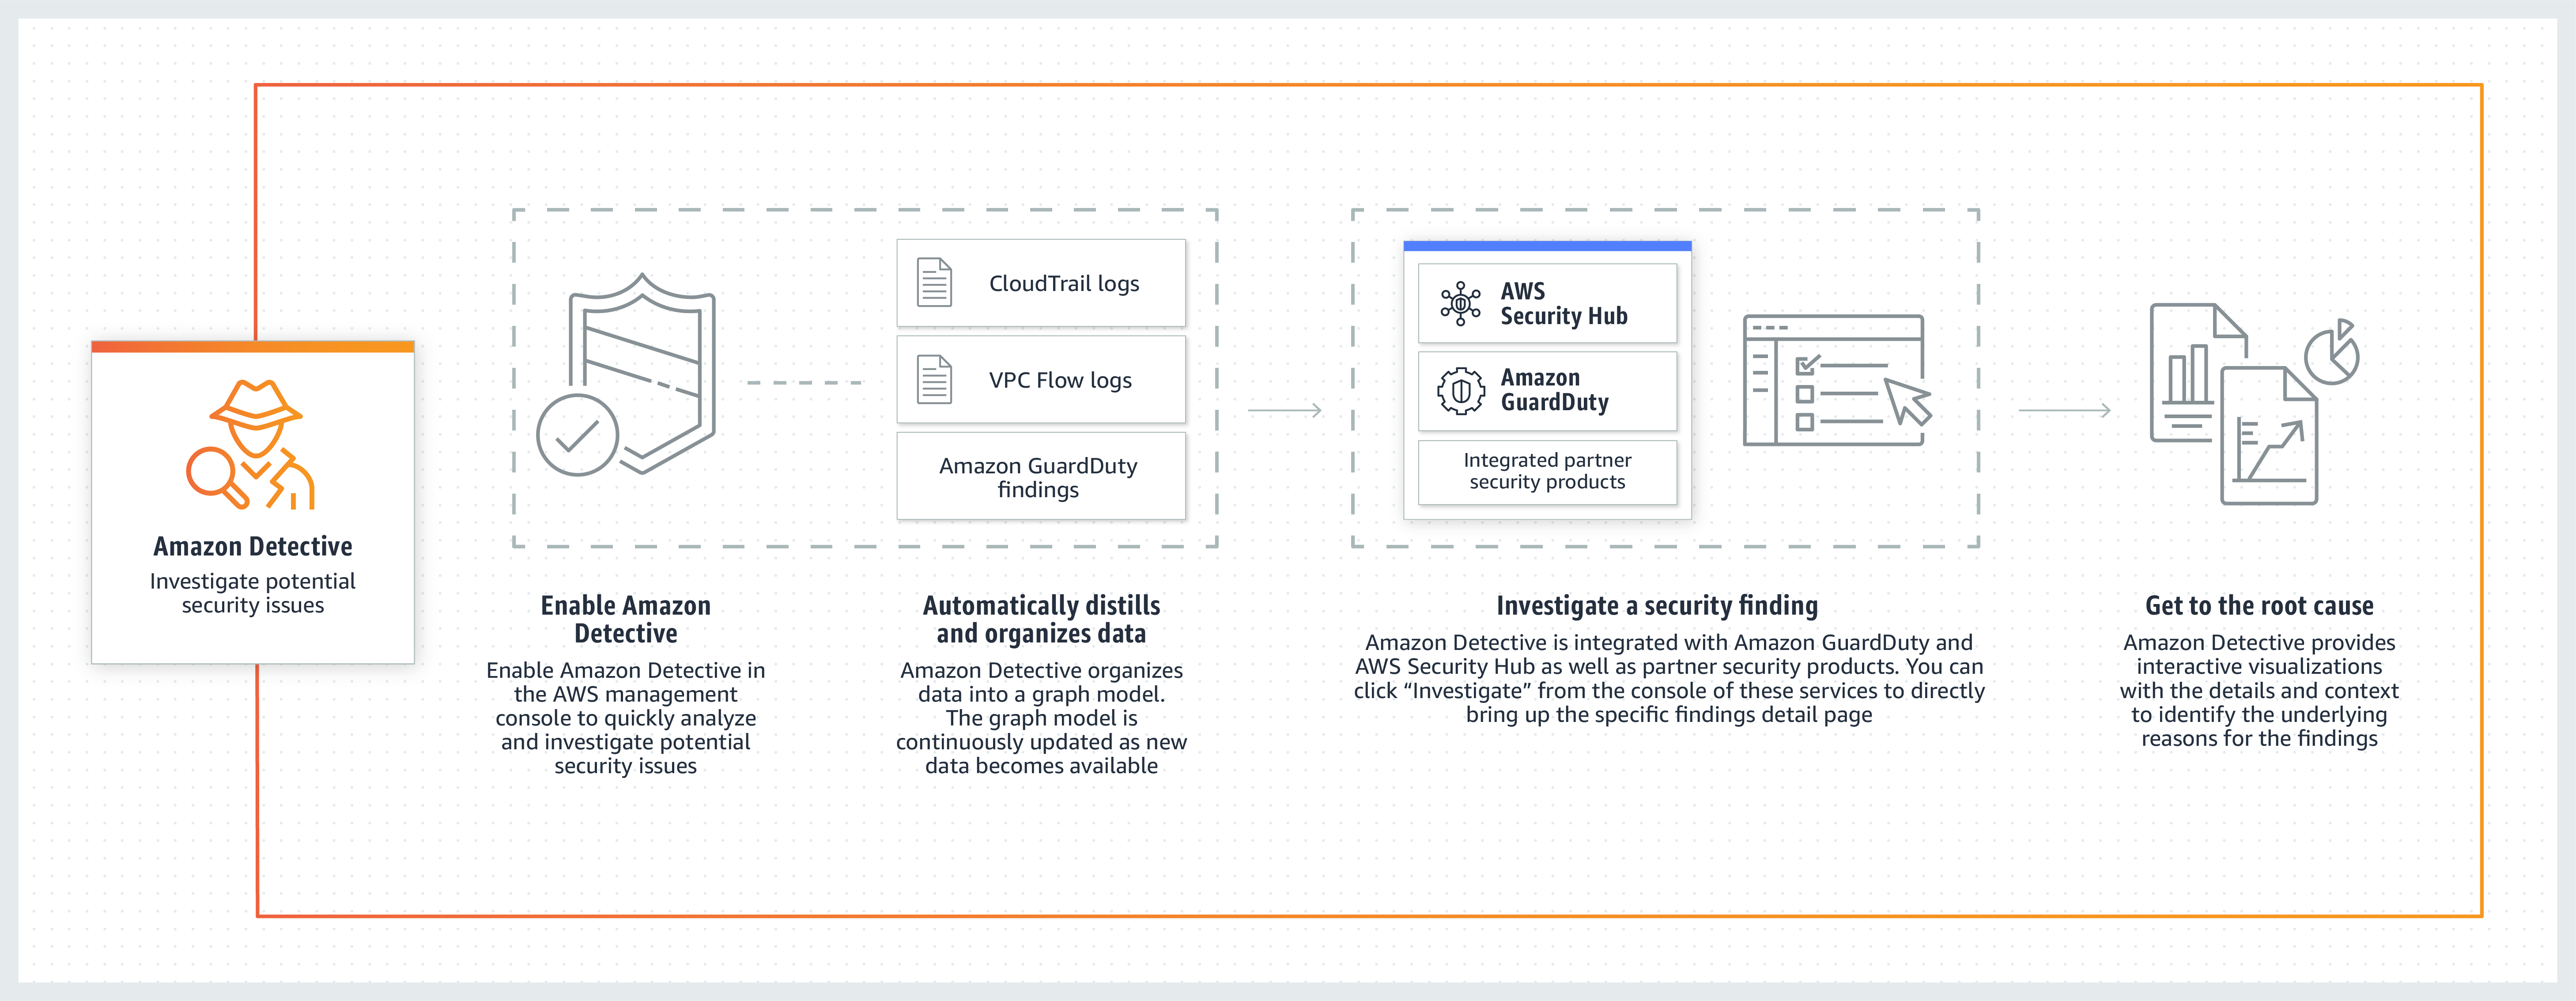 Amazon Detective
Investigate potential
security issues
Enable Amazon
Detective
Enable Amazon Detective in
the AWS management
console to quickly analyze
and investigate potential
security issues
CloudTrail logs
VPC Flow logs
Amazon GuardDuty
findings
Automatically distills
and organizes data
Amazon Detective organizes
data into a graph model.
The graph model is
continuously updated as new
data becomes available
AWS
Security Hub
Amazon
GuardDuty
Integrated partner
security products
Investigate a security finding
Amazon Detective is integrated with Amazon GuardDuty and
AWS Security Hub as well as partner security products. You can
click “Investigate” from the console of these services to directly
bring up the specific findings detail page
Get to the root cause
Amazon Detective provides
interactive visualizations
with the details and context
to identify the underlying
reasons for the findings